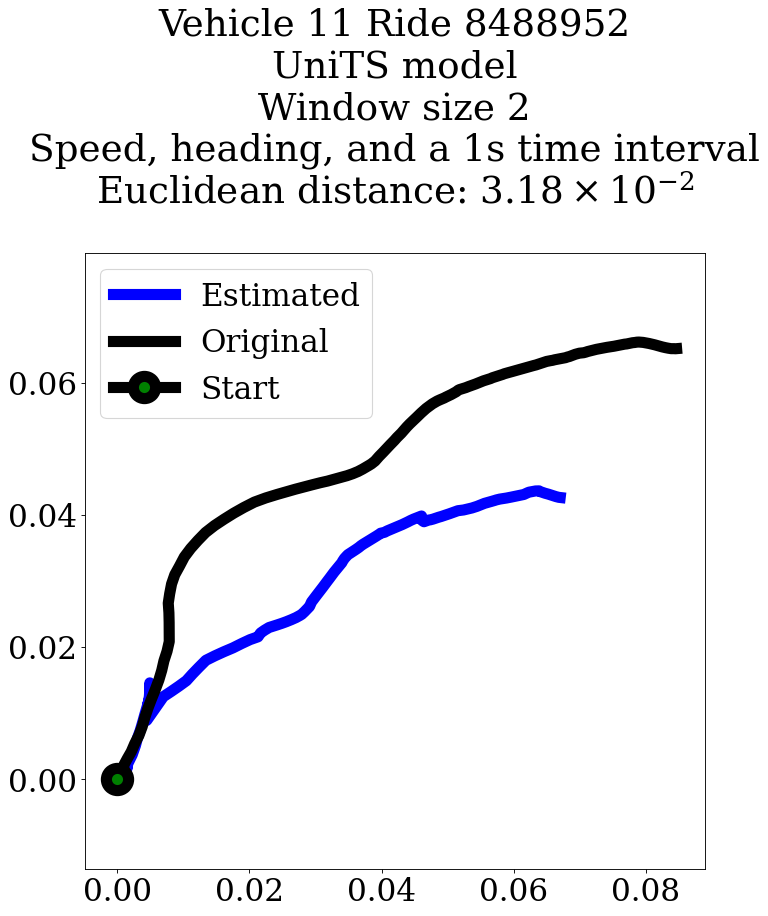 Vehicle 11 Ride 8488952
UniTS model
Window size 2
Speed, heading, and a 1s time interval
Euclidean distance: 3.18 × 10⁻²
Estimated
Original
Start
0.06
0.04
0.02
0.00
0.00 0.02 0.04 0.06 0.08